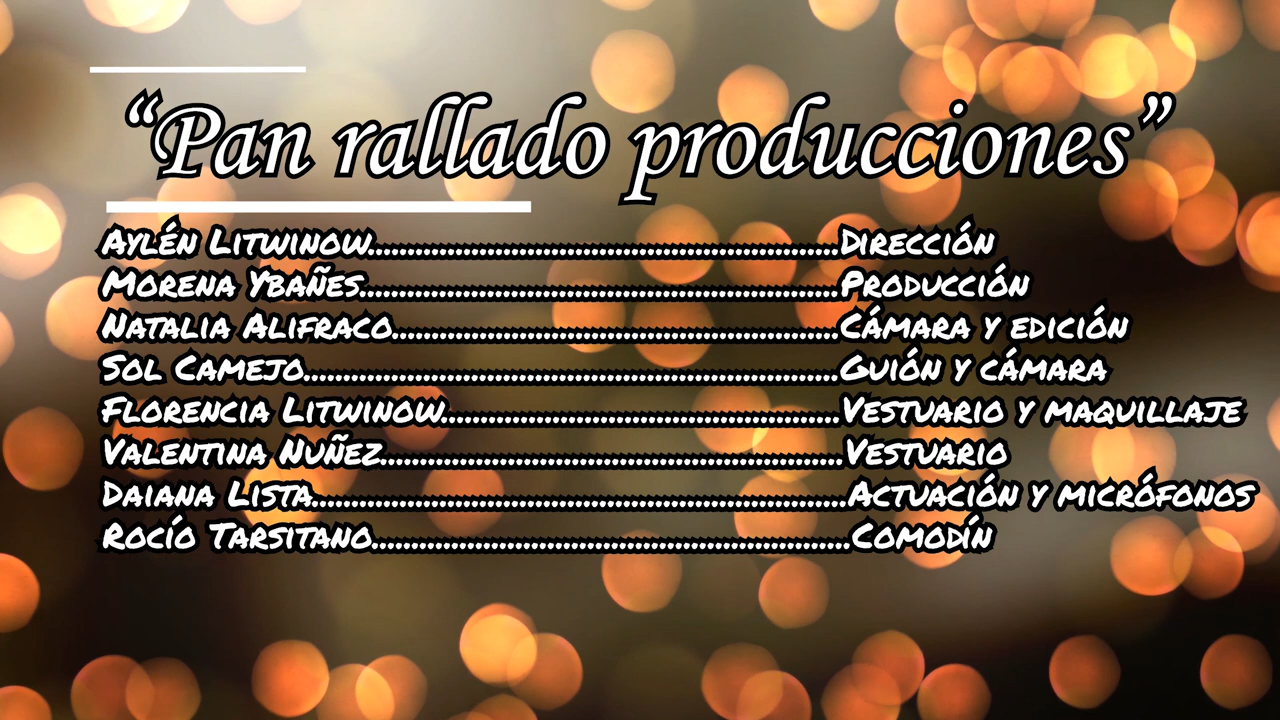 “Pan rallado producciones”
Aylén Litwinow............................................................Dirección
Morena Ybañes.............................................................Producción
Natalia Alifraco.........................................................Cámara y edición
Sol Camejo....................................................................Guión y cámara
Florencia Litwinow..................................................Vestuario y maquillaje
Valentina Nuñez...........................................................Vestuario
Daiana Lista....................................................................Actuación y micrófonos
Rocío Tarsitano.............................................................Comodín